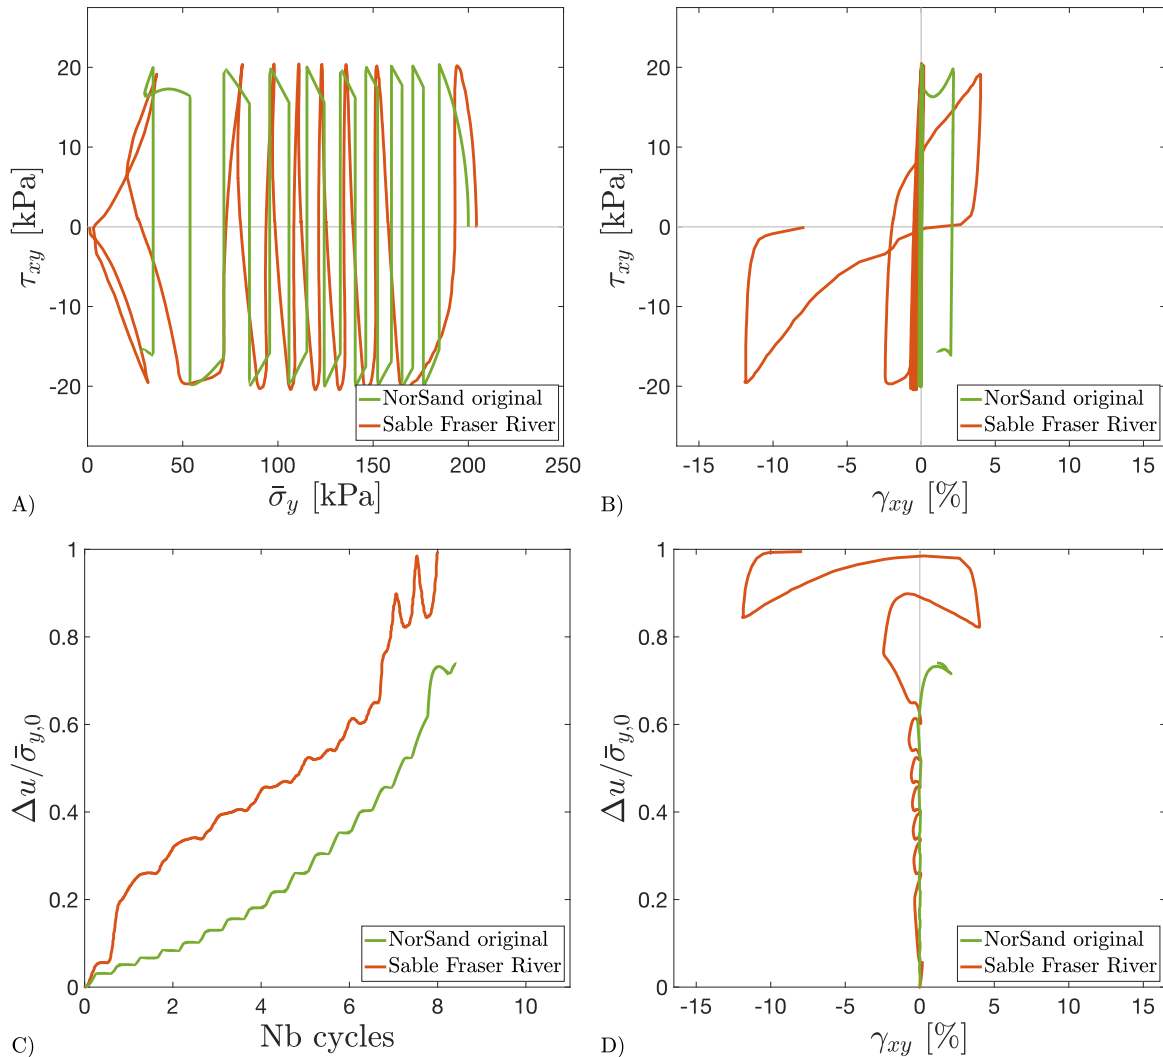 20
10
0
-10
-20
τxy [kPa]
0 50 100 150 200 250
σ̄y [kPa]
NorSand original
Sable Fraser River
A)
20
10
0
-10
-20
τxy [kPa]
-15 -10 -5 0 5 10 15
γxy [%]
NorSand original
Sable Fraser River
B)
1
0.8
0.6
0.4
0.2
0
Δu/σ̄y,0
0 2 4 6 8 10
Nb cycles
NorSand original
Sable Fraser River
C)
1
0.8
0.6
0.4
0.2
0
Δu/σ̄y,0
-15 -10 -5 0 5 10 15
γxy [%]
NorSand original
Sable Fraser River
D)